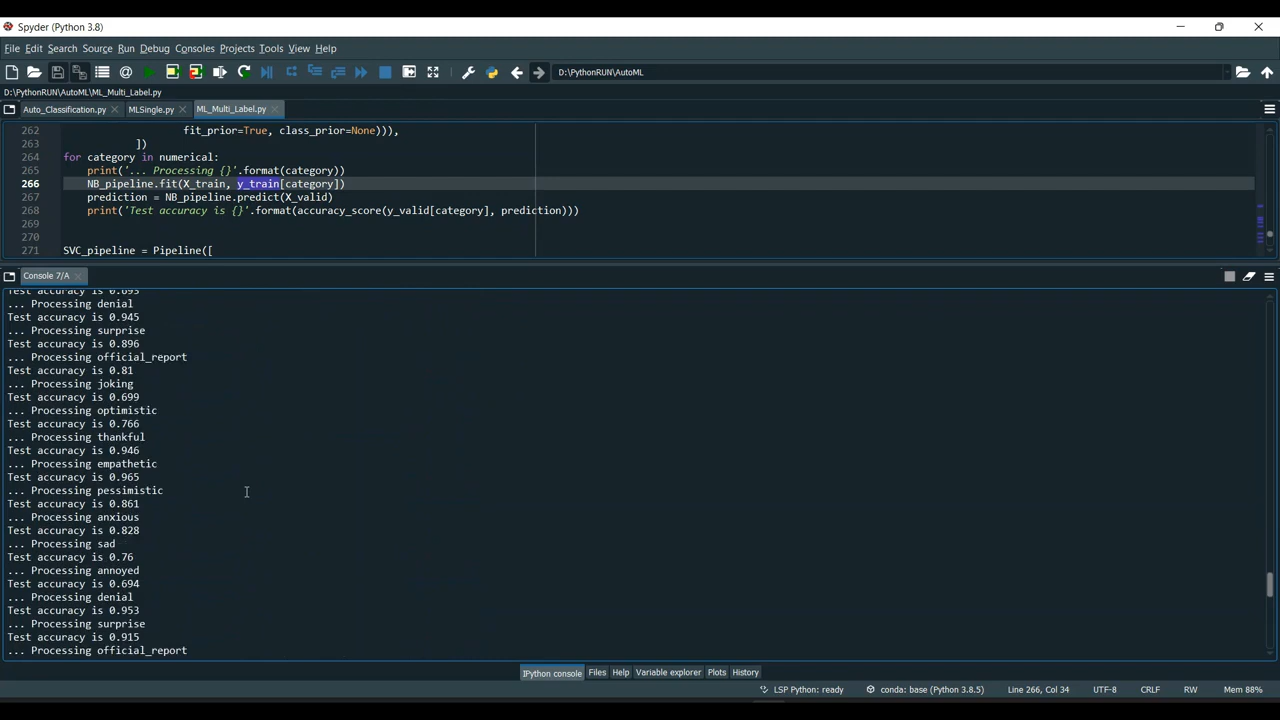 Spyder (Python 3.8)
File Edit Search Source Run Debug Consoles Projects Tools View Help
D:\PythonRUN\AutoML
D:\PythonRUN\AutoML\ML_Multi_Label.py
Auto_Classification.py MLSingle.py ML_Multi_Label.py
262 fit_prior=True, class_prior=None))),
263 ])
264 for category in numerical:
265 print('... Processing {}'.format(category))
266 NB_pipeline.fit(X_train, y_train[category])
267 prediction = NB_pipeline.predict(X_valid)
268 print('Test accuracy is {}'.format(accuracy_score(y_valid[category], prediction)))
269
270
271 SVC_pipeline = Pipeline([
Console 7/A
Test accuracy is 0.693
... Processing denial
Test accuracy is 0.945
... Processing surprise
Test accuracy is 0.896
... Processing official_report
Test accuracy is 0.81
... Processing joking
Test accuracy is 0.699
... Processing optimistic
Test accuracy is 0.766
... Processing thankful
Test accuracy is 0.946
... Processing empathetic
Test accuracy is 0.965
... Processing pessimistic
Test accuracy is 0.861
... Processing anxious
Test accuracy is 0.828
... Processing sad
Test accuracy is 0.76
... Processing annoyed
Test accuracy is 0.694
... Processing denial
Test accuracy is 0.953
... Processing surprise
Test accuracy is 0.915
... Processing official_report
IPython console Files Help Variable explorer Plots History
LSP Python: ready conda: base (Python 3.8.5) Line 266, Col 34 UTF-8 CRLF RW Mem 88%